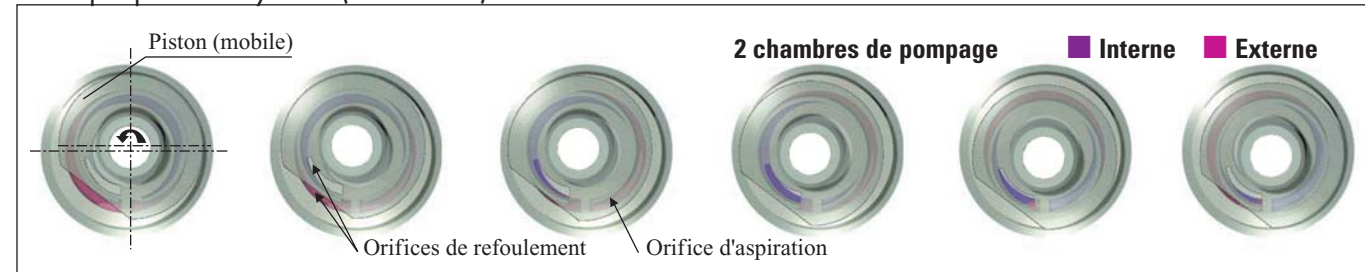 Piston (mobile)
2 chambres de pompage
Interne
Externe
Orifices de refoulement
Orifice d'aspiration